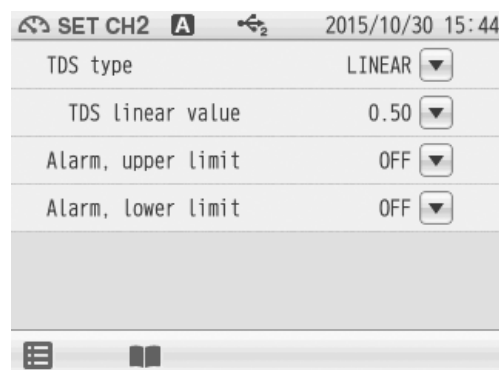 SET CH2 A 2 2015/10/30 15:44
TDS type LINEAR
TDS linear value 0.50
Alarm, upper limit OFF
Alarm, lower limit OFF